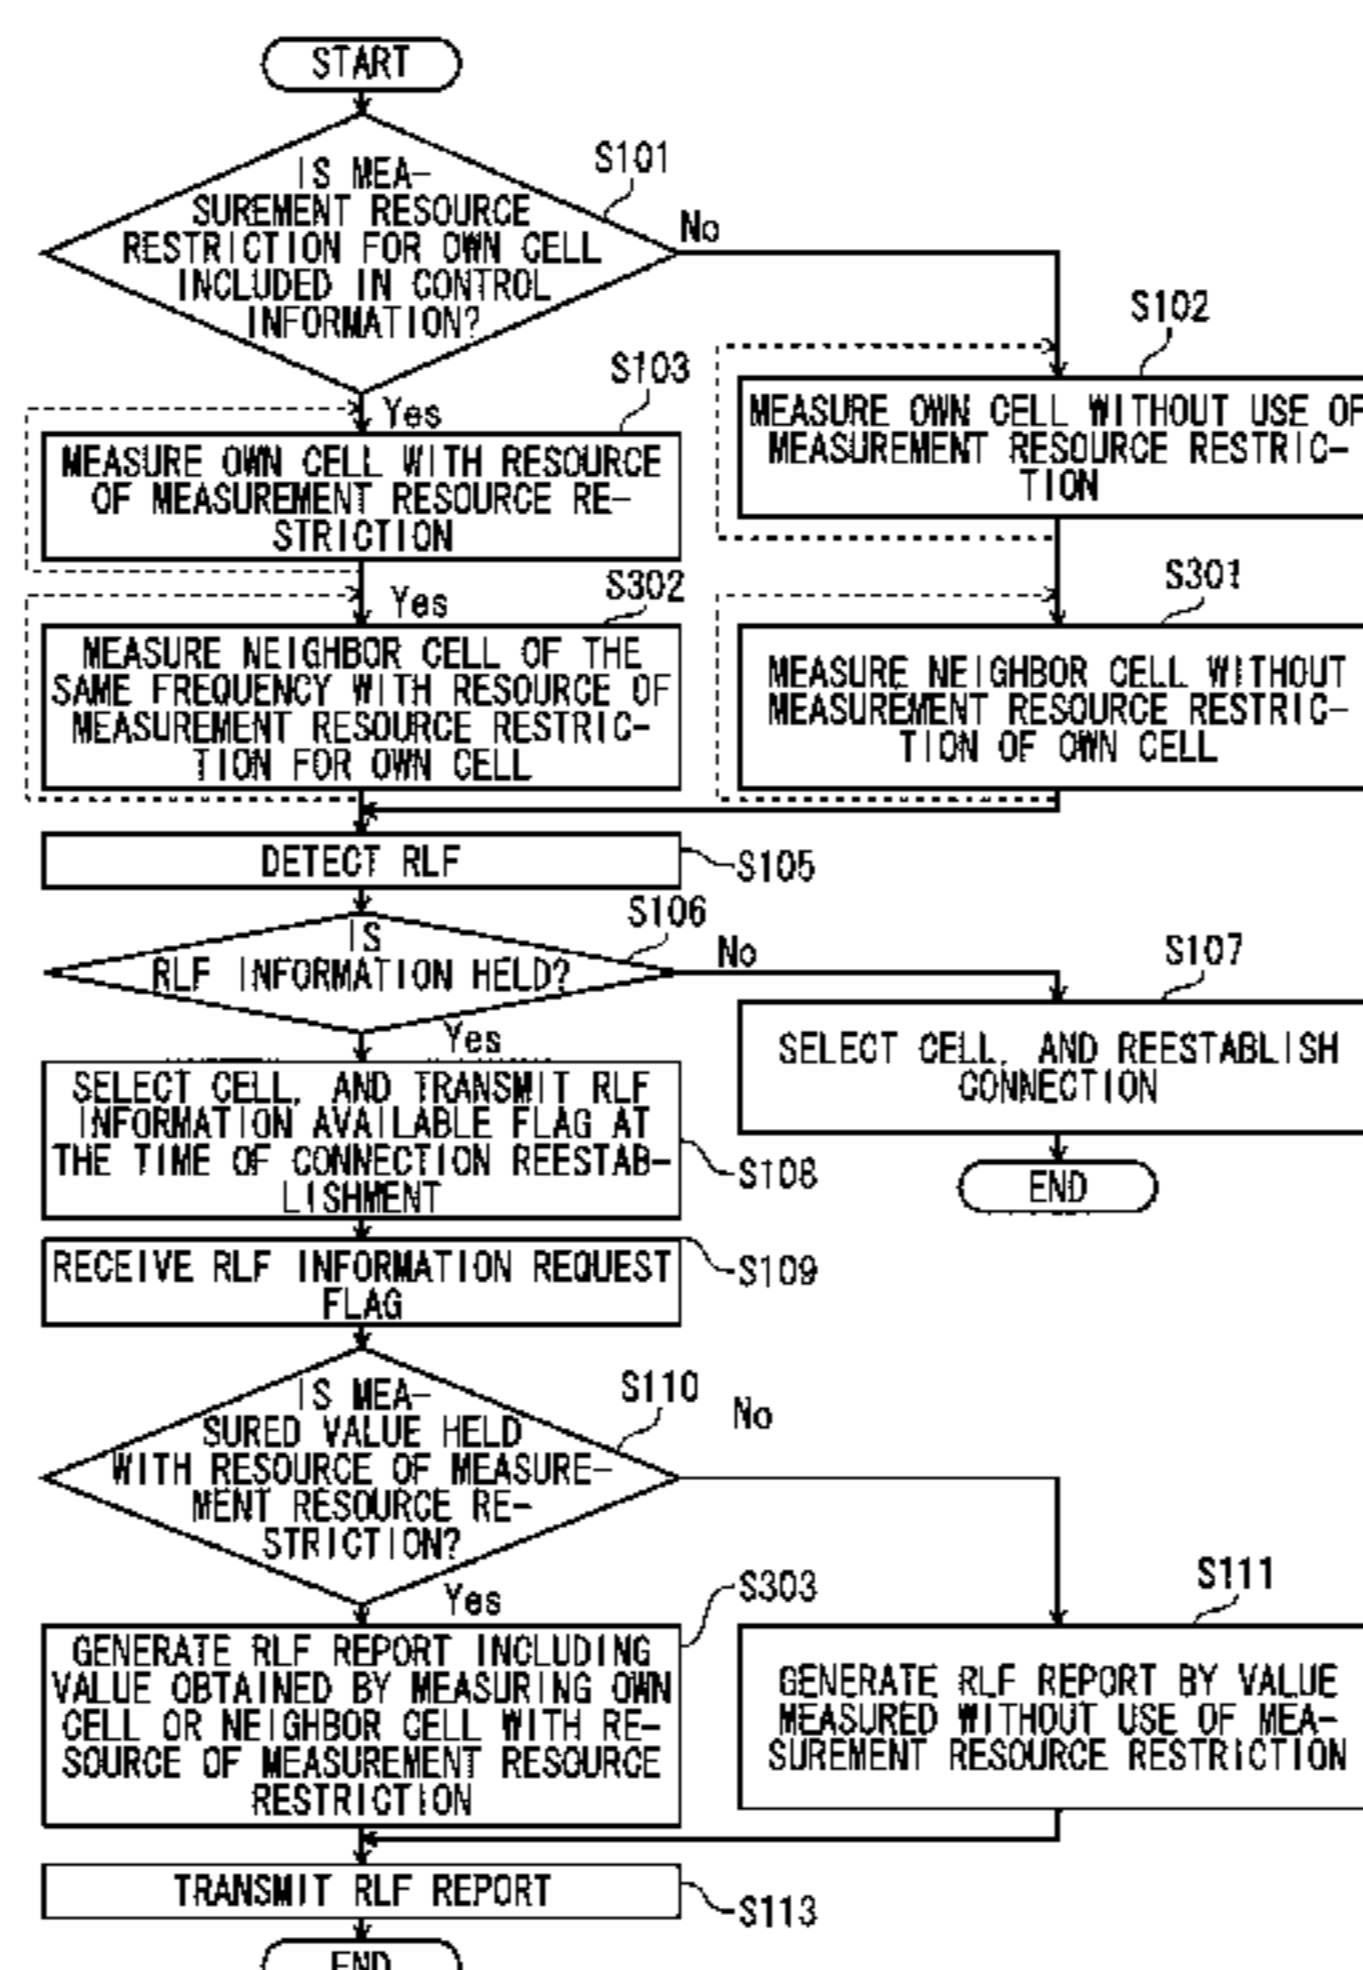 START
IS MEA-
SUREMENT RESOURCE
RESTRICTION FOR OWN CELL
INCLUDED IN CONTROL
INFORMATION?
S101
No
S102
MEASURE OWN CELL WITHOUT USE OF
MEASUREMENT RESOURCE RESTRIC-
TION
S103
Yes
MEASURE OWN CELL WITH RESOURCE
OF MEASUREMENT RESOURCE RE-
STRICTION
S302
Yes
MEASURE NEIGHBOR CELL OF THE
SAME FREQUENCY WITH RESOURCE OF
MEASUREMENT RESOURCE RESTRIC-
TION FOR OWN CELL
S301
MEASURE NEIGHBOR CELL WITHOUT
MEASUREMENT RESOURCE RESTRIC-
TION OF OWN CELL
DETECT RLF
S105
IS
RLF INFORMATION HELD?
S106
No
S107
SELECT CELL, AND REESTABLISH
CONNECTION
END
Yes
SELECT CELL, AND TRANSMIT RLF
INFORMATION AVAILABLE FLAG AT
THE TIME OF CONNECTION REESTAB-
LISHMENT
S108
RECEIVE RLF INFORMATION REQUEST
FLAG
S109
IS MEA-
SURED VALUE HELD
WITH RESOURCE OF MEASURE-
MENT RESOURCE RE-
STRICTION?
S110
No
Yes
S303
GENERATE RLF REPORT INCLUDING
VALUE OBTAINED BY MEASURING OWN
CELL OR NEIGHBOR CELL WITH RE-
SOURCE OF MEASUREMENT RESOURCE
RESTRICTION
S111
GENERATE RLF REPORT BY VALUE
MEASURED WITHOUT USE OF MEA-
SUREMENT RESOURCE RESTRICTION
TRANSMIT RLF REPORT
S113
END